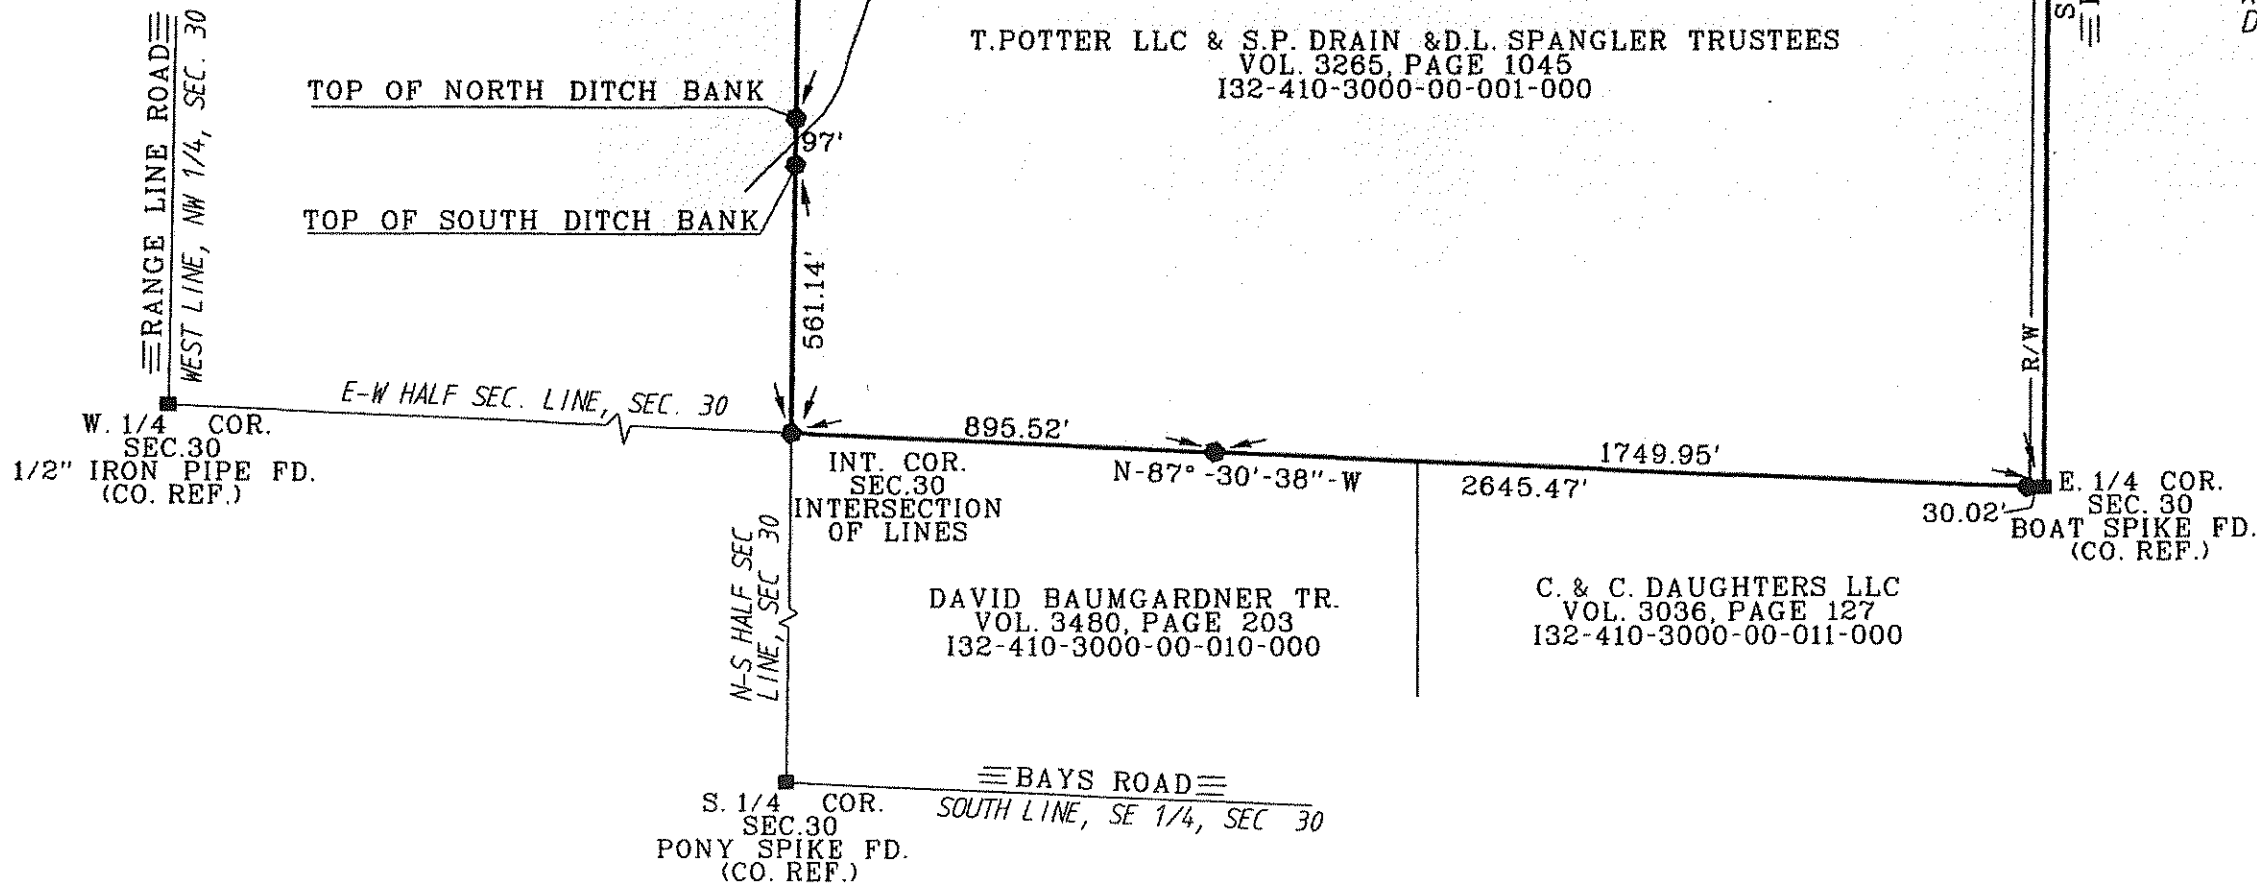 ≡RANGE LINE ROAD≡
WEST LINE, NW 1/4, SEC. 30
T.POTTER LLC & S.P. DRAIN &D.L. SPANGLER TRUSTEES
VOL. 3265, PAGE 1045
I32-410-3000-00-001-000
TOP OF NORTH DITCH BANK
97'
TOP OF SOUTH DITCH BANK
561.14'
R/W
E-W HALF SEC. LINE, SEC. 30
W. 1/4 COR.
SEC.30
1/2" IRON PIPE FD.
(CO. REF.)
895.52'
1749.95'
INT. COR.
SEC.30
INTERSECTION
OF LINES
N-87°-30'-38"-W
2645.47'
30.02'
E. 1/4 COR.
SEC. 30
BOAT SPIKE FD.
(CO. REF.)
N-S HALF SEC
LINE, SEC 30
DAVID BAUMGARDNER TR.
VOL. 3480, PAGE 203
I32-410-3000-00-010-000
C. & C. DAUGHTERS LLC
VOL. 3036, PAGE 127
I32-410-3000-00-011-000
≡BAYS ROAD≡
SOUTH LINE, SE 1/4, SEC 30
S. 1/4 COR.
SEC.30
PONY SPIKE FD.
(CO. REF.)